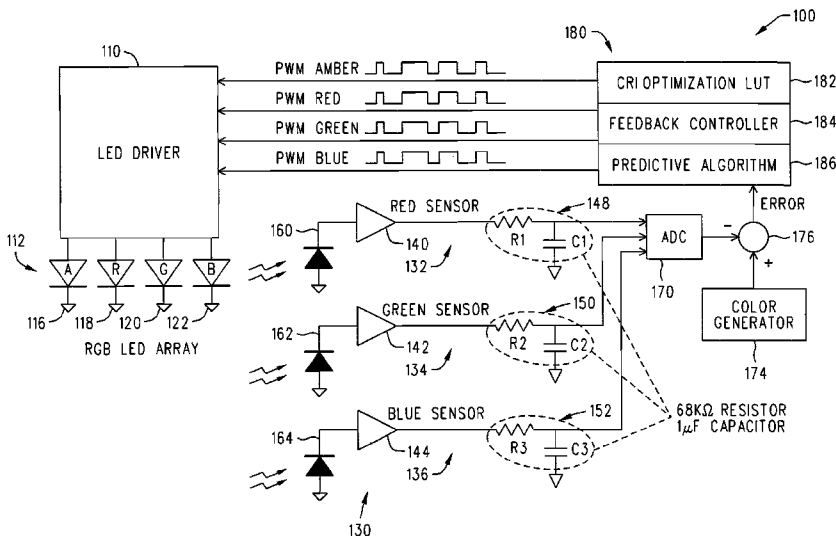 100
110
180
PWM AMBER
CRI OPTIMIZATION LUT
182
PWM RED
FEEDBACK CONTROLLER
184
LED DRIVER
PWM GREEN
PWM BLUE
PREDICTIVE ALGORITHM
186
ERROR
RED SENSOR
148
160
140
R1
C1
ADC
-
176
132
170
+
112
A
R
G
B
116
118
120
122
RGB LED ARRAY
GREEN SENSOR
150
COLOR
GENERATOR
162
142
R2
C2
134
174
BLUE SENSOR
152
68KΩ RESISTOR
1μF CAPACITOR
164
144
R3
C3
136
130